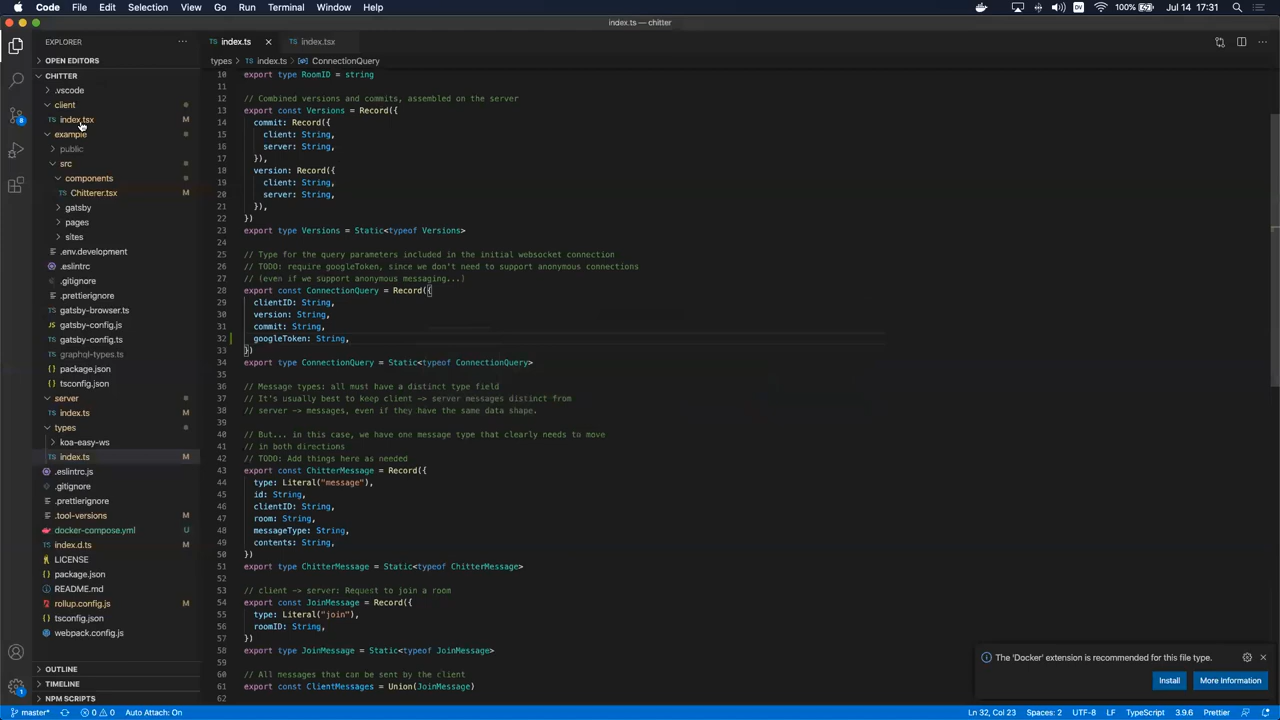 Code File Edit Selection View Go Run Terminal Window Help
100% Jul 14 17:31
index.ts — chitter
EXPLORER
index.ts
index.tsx
OPEN EDITORS
types > index.ts > ConnectionQuery
CHITTER
.vscode
client
index.tsx M
example
public
src
components
Chitterer.tsx M
gatsby
pages
sites
.env.development
.eslintrc
.gitignore
.prettierignore
gatsby-browser.ts
gatsby-config.js
gatsby-config.ts
graphql-types.ts
package.json
tsconfig.json
server
index.ts M
types
koa-easy-ws
index.ts M
.eslintrc.js
.gitignore
.prettierignore
.tool-versions M
docker-compose.yml U
index.d.ts M
LICENSE
package.json
README.md
rollup.config.js M
tsconfig.json
webpack.config.js
OUTLINE
TIMELINE
NPM SCRIPTS
8
1
10 export type RoomID = string
11
12 // Combined versions and commits, assembled on the server
13 export const Versions = Record({
14 commit: Record({
15 client: String,
16 server: String,
17 }),
18 version: Record({
19 client: String,
20 server: String,
21 }),
22 })
23 export type Versions = Static<typeof Versions>
24
25 // Type for the query parameters included in the initial websocket connection
26 // TODO: require googleToken, since we don't need to support anonymous connections
27 // (even if we support anonymous messaging...)
28 export const ConnectionQuery = Record({
29 clientID: String,
30 version: String,
31 commit: String,
32 googleToken: String,
33 })
34 export type ConnectionQuery = Static<typeof ConnectionQuery>
35
36 // Message types: all must have a distinct type field
37 // It's usually best to keep client -> server messages distinct from
38 // server -> messages, even if they have the same data shape.
39
40 // But... in this case, we have one message type that clearly needs to move
41 // in both directions
42 // TODO: Add things here as needed
43 export const ChitterMessage = Record({
44 type: Literal("message"),
45 id: String,
46 clientID: String,
47 room: String,
48 messageType: String,
49 contents: String,
50 })
51 export type ChitterMessage = Static<typeof ChitterMessage>
52
53 // client -> server: Request to join a room
54 export const JoinMessage = Record({
55 type: Literal("join"),
56 roomID: String,
57 })
58 export type JoinMessage = Static<typeof JoinMessage>
59
60 // All messages that can be sent by the client
61 export const ClientMessages = Union(JoinMessage)
62
The 'Docker' extension is recommended for this file type.
Install
More Information
master* 0 0 Auto Attach: On
Ln 32, Col 23 Spaces: 2 UTF-8 LF TypeScript 3.9.6 Prettier